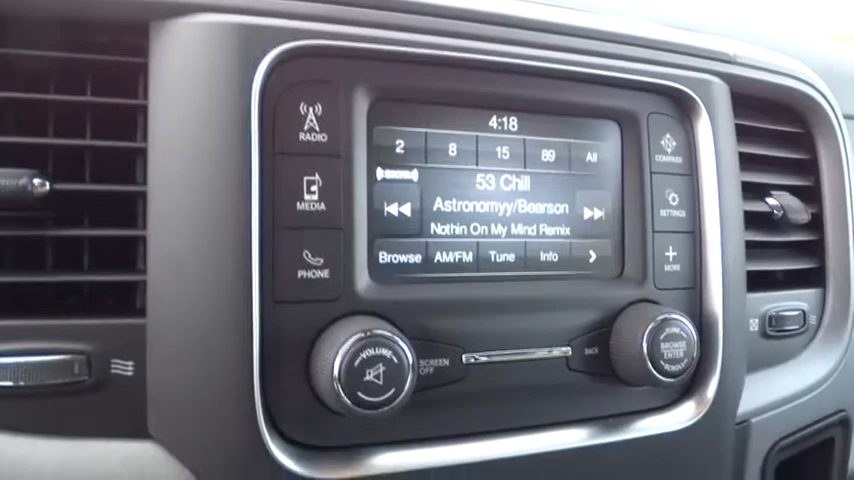 4:18
RADIO
2 8 15 89 All
COMPASS
53 Chill
MEDIA
Astronomyy/Bearson
SETTINGS
Nothin On My Mind Remix
PHONE
Browse AM/FM Tune Info
MORE
VOLUME
SCREEN
OFF
BACK
BROWSE
ENTER
SCROLL